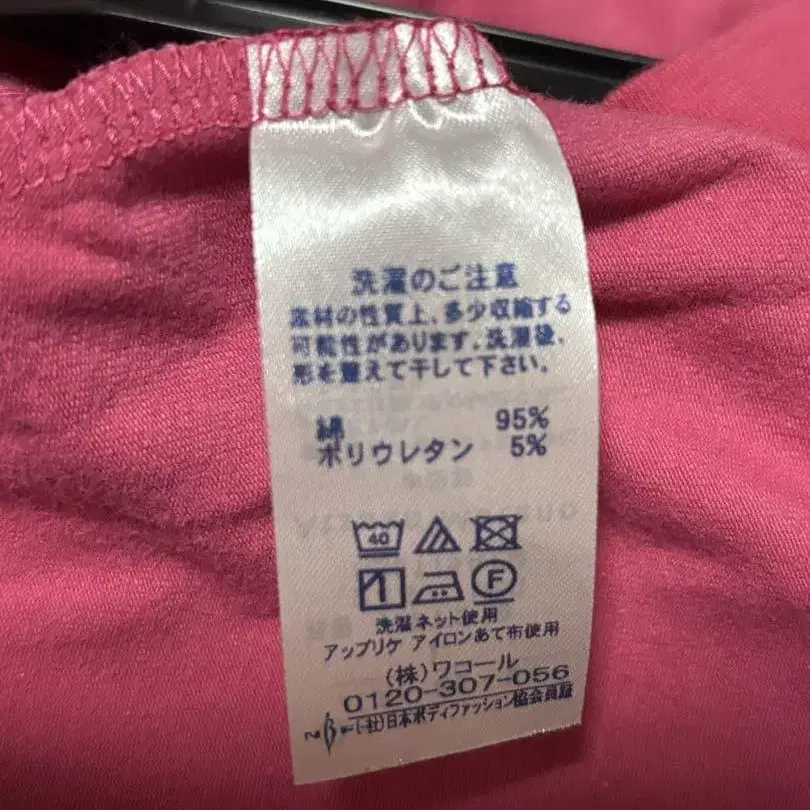 洗濯のご注意
素材の性質上、多少収縮する
可能性があります。洗濯後、
形を整えて干して下さい。
綿 95%
ポリウレタン 5%
40
F
洗濯ネット使用
アップリケ アイロンあて布使用
(株)ワコール
0120-307-056
(社)日本ボディファッション協会員証